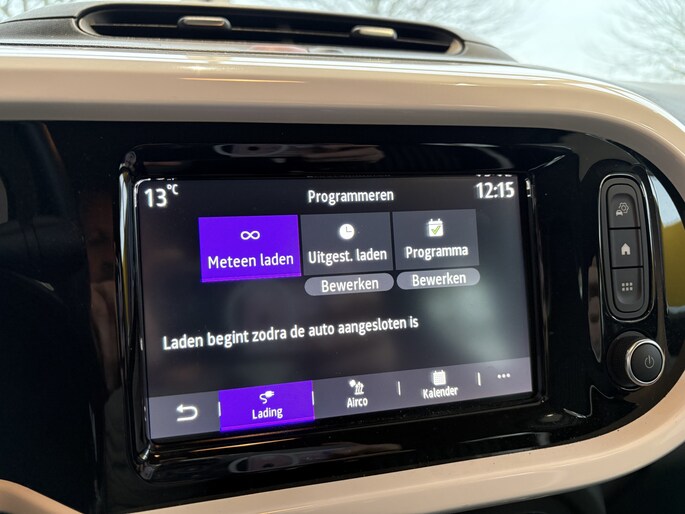 13°C
Programmeren
12:15
Meteen laden
Uitgest. laden
Programma
Bewerken
Bewerken
Laden begint zodra de auto aangesloten is
Lading
Airco
Kalender